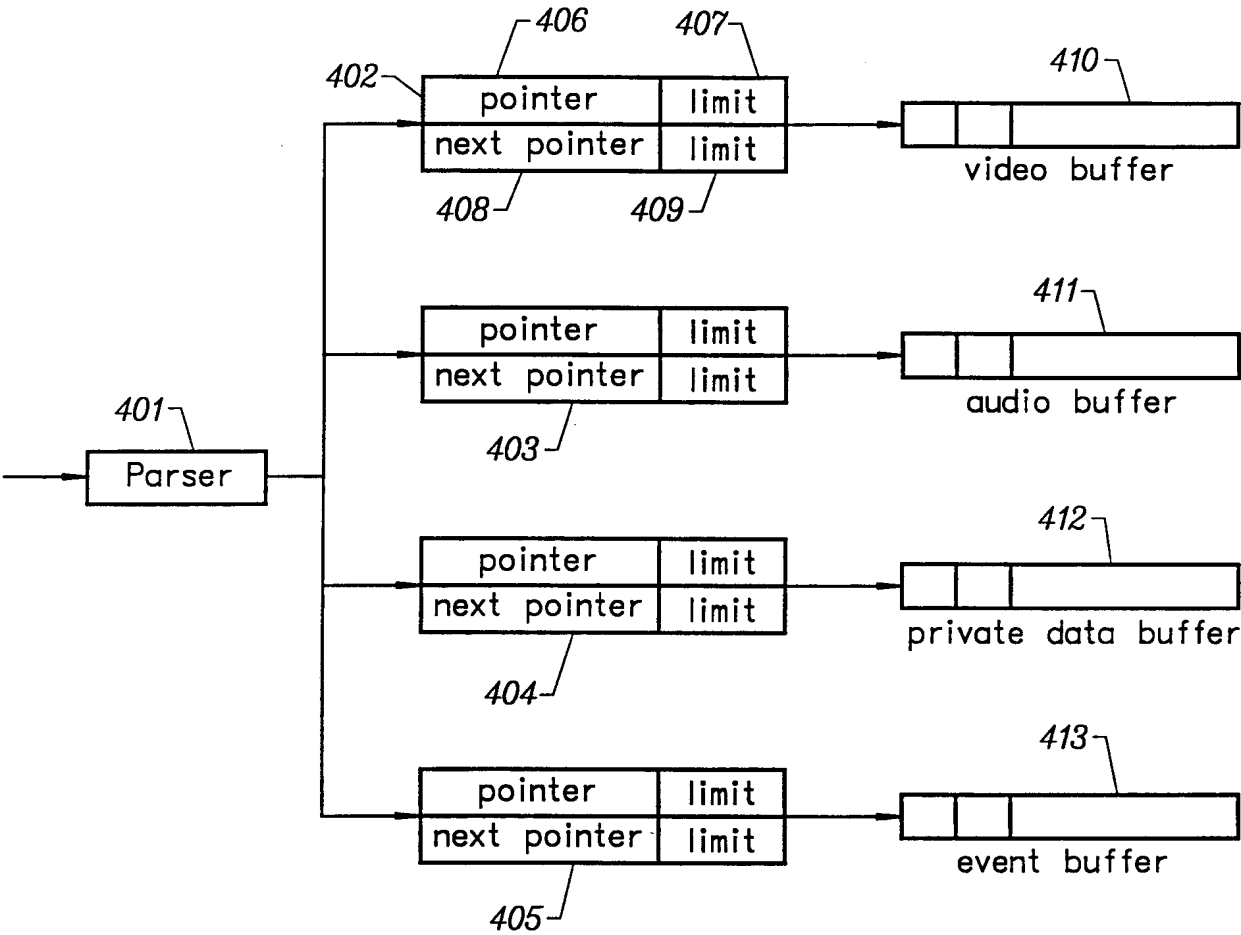 406
407
402
410
pointer
limit
next pointer
limit
video buffer
408
409
411
pointer
limit
next pointer
limit
audio buffer
401
403
Parser
412
pointer
limit
next pointer
limit
private data buffer
404
413
pointer
limit
next pointer
limit
event buffer
405